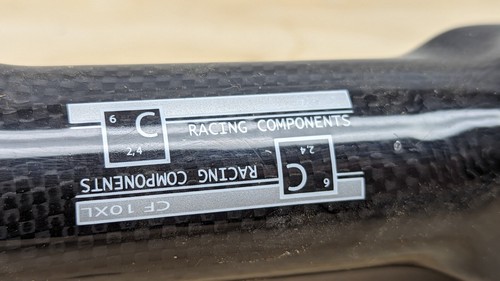 6
C
2,4
RACING COMPONENTS
RACING COMPONENTS
6
C
2,4
CF 10XL